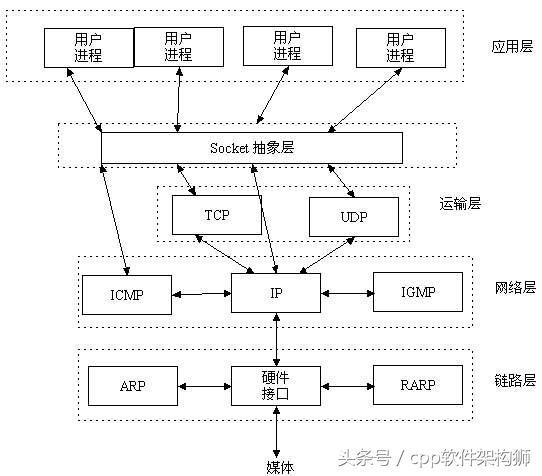 用户
进程
用户
进程
用户
进程
用户
进程
应用层
Socket 抽象层
TCP
UDP
运输层
ICMP
IP
IGMP
网络层
ARP
硬件
接口
RARP
链路层
媒体
头条号 / cpp软件架构狮